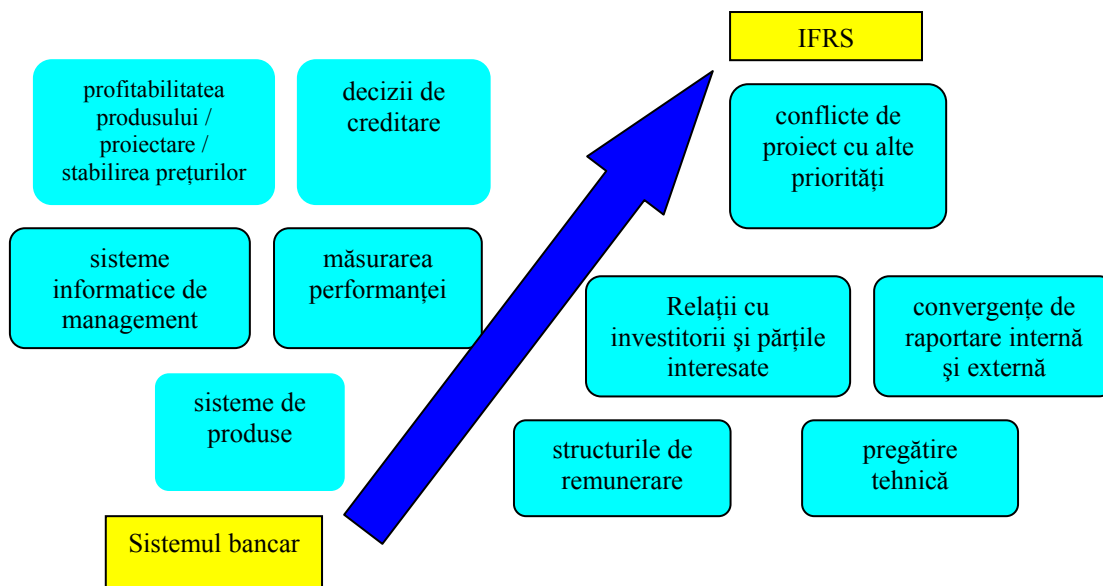 IFRS
profitabilitatea
produsului /
proiectare /
stabilirea prețurilor
decizii de
creditare
conflicte de
proiect cu alte
priorități
sisteme
informatice de
management
măsurarea
performanței
Relații cu
investitorii şi părțile
interesate
convergențe de
raportare internă
şi externă
sisteme de
produse
structurile de
remunerare
pregătire
tehnică
Sistemul bancar